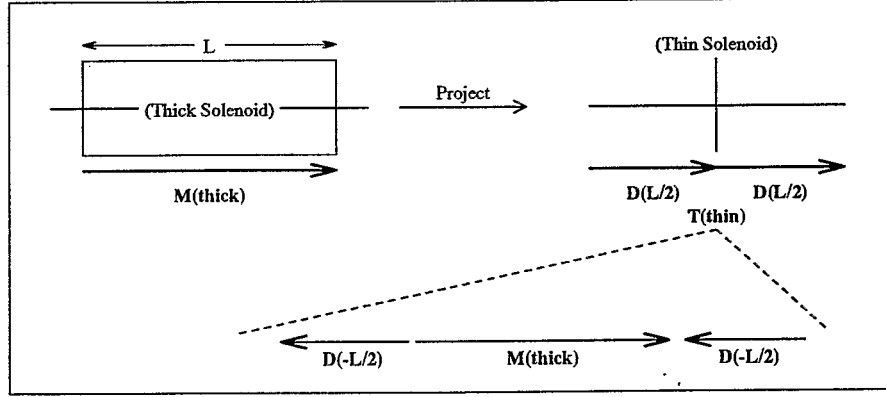 L
(Thin Solenoid)
(Thick Solenoid)
Project
M(thick)
D(L/2)
D(L/2)
T(thin)
D(-L/2)
M(thick)
D(-L/2)